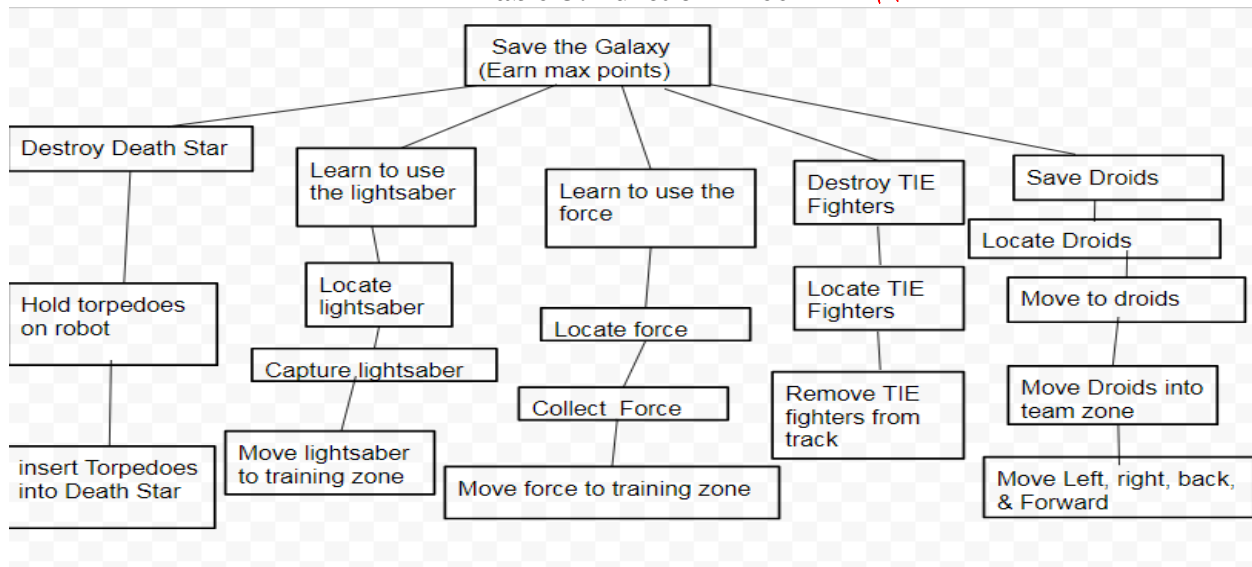 Save the Galaxy
(Earn max points)
Destroy Death Star
Hold torpedoes
on robot
insert Torpedoes
into Death Star
Learn to use
the lightsaber
Locate
lightsaber
Capture lightsaber
Move lightsaber
to training zone
Learn to use the
force
Locate force
Collect Force
Move force to training zone
Destroy TIE
Fighters
Locate TIE
Fighters
Remove TIE
fighters from
track
Save Droids
Locate Droids
Move to droids
Move Droids into
team zone
Move Left, right, back,
& Forward